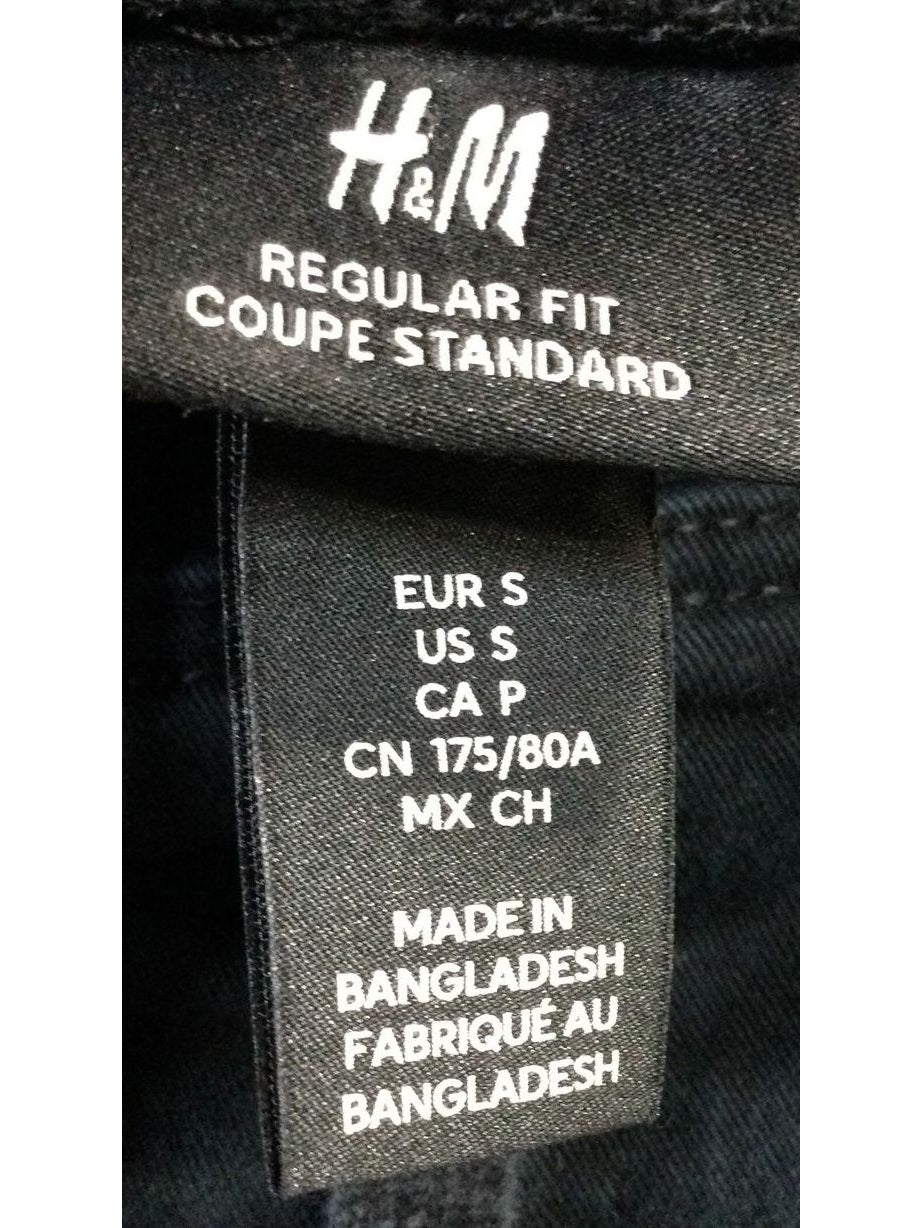 H&M
REGULAR FIT
COUPE STANDARD
EUR S
US S
CA P
CN 175/80A
MX CH
MADE IN
BANGLADESH
FABRIQUÉ AU
BANGLADESH